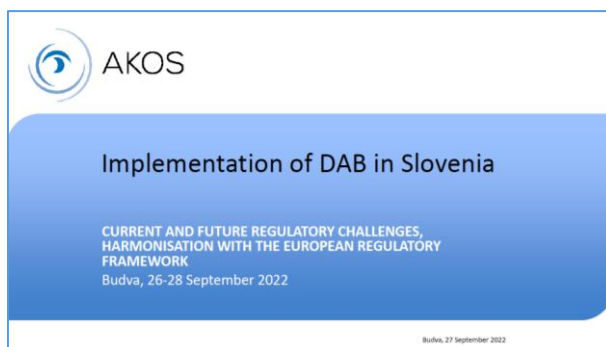 AKOS
Implementation of DAB in Slovenia
CURRENT AND FUTURE REGULATORY CHALLENGES,
HARMONISATION WITH THE EUROPEAN REGULATORY
FRAMEWORK
Budva, 26-28 September 2022
Budva, 27 September 2022